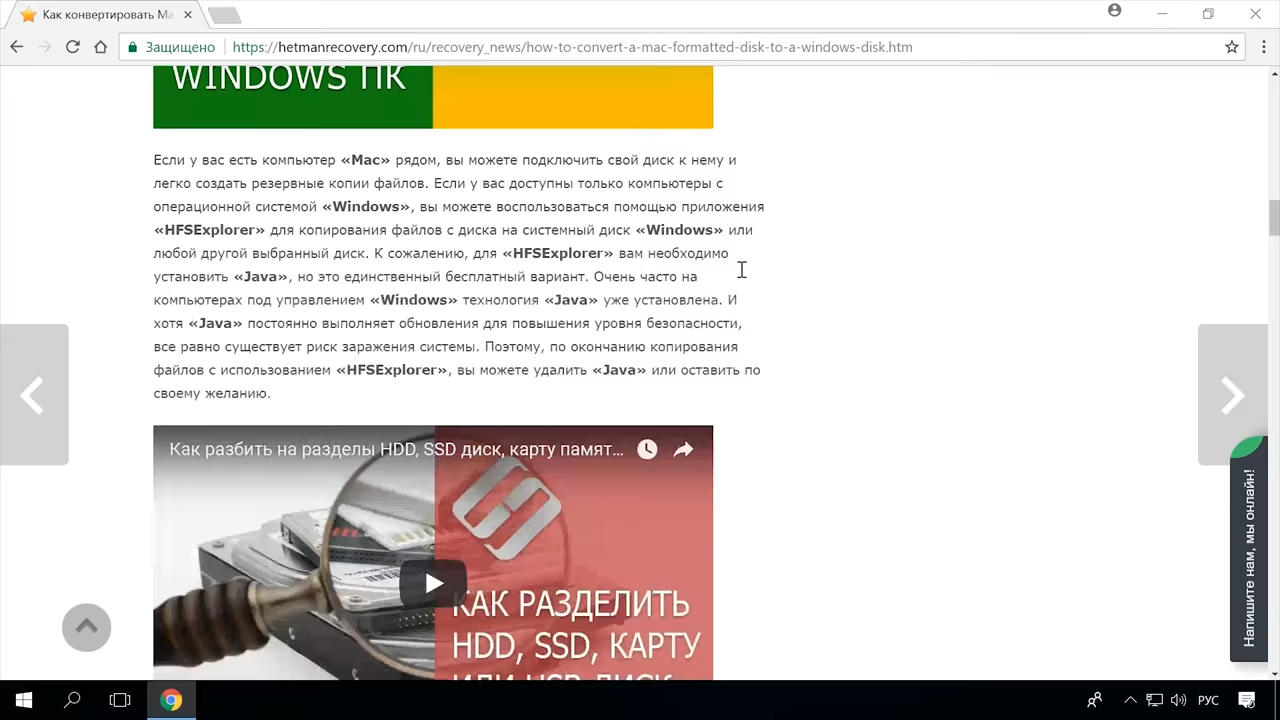 Как конвертировать Ма
Защищено
https://hetmanrecovery.com/ru/recovery_news/how-to-convert-a-mac-formatted-disk-to-a-windows-disk.htm
WINDOWS ПК
Если у вас есть компьютер «Mac» рядом, вы можете подключить свой диск к нему и
легко создать резервные копии файлов. Если у вас доступны только компьютеры с
операционной системой «Windows», вы можете воспользоваться помощью приложения
«HFSExplorer» для копирования файлов с диска на системный диск «Windows» или
любой другой выбранный диск. К сожалению, для «HFSExplorer» вам необходимо
установить «Java», но это единственный бесплатный вариант. Очень часто на
компьютерах под управлением «Windows» технология «Java» уже установлена. И
хотя «Java» постоянно выполняет обновления для повышения уровня безопасности,
все равно существует риск заражения системы. Поэтому, по окончанию копирования
файлов с использованием «HFSExplorer», вы можете удалить «Java» или оставить по
своему желанию.
Как разбить на разделы HDD, SSD диск, карту памят...
КАК РАЗДЕЛИТЬ
HDD, SSD, КАРТУ
ИЛИ USB ДИСК
Напишите нам, мы онлайн!
РУС